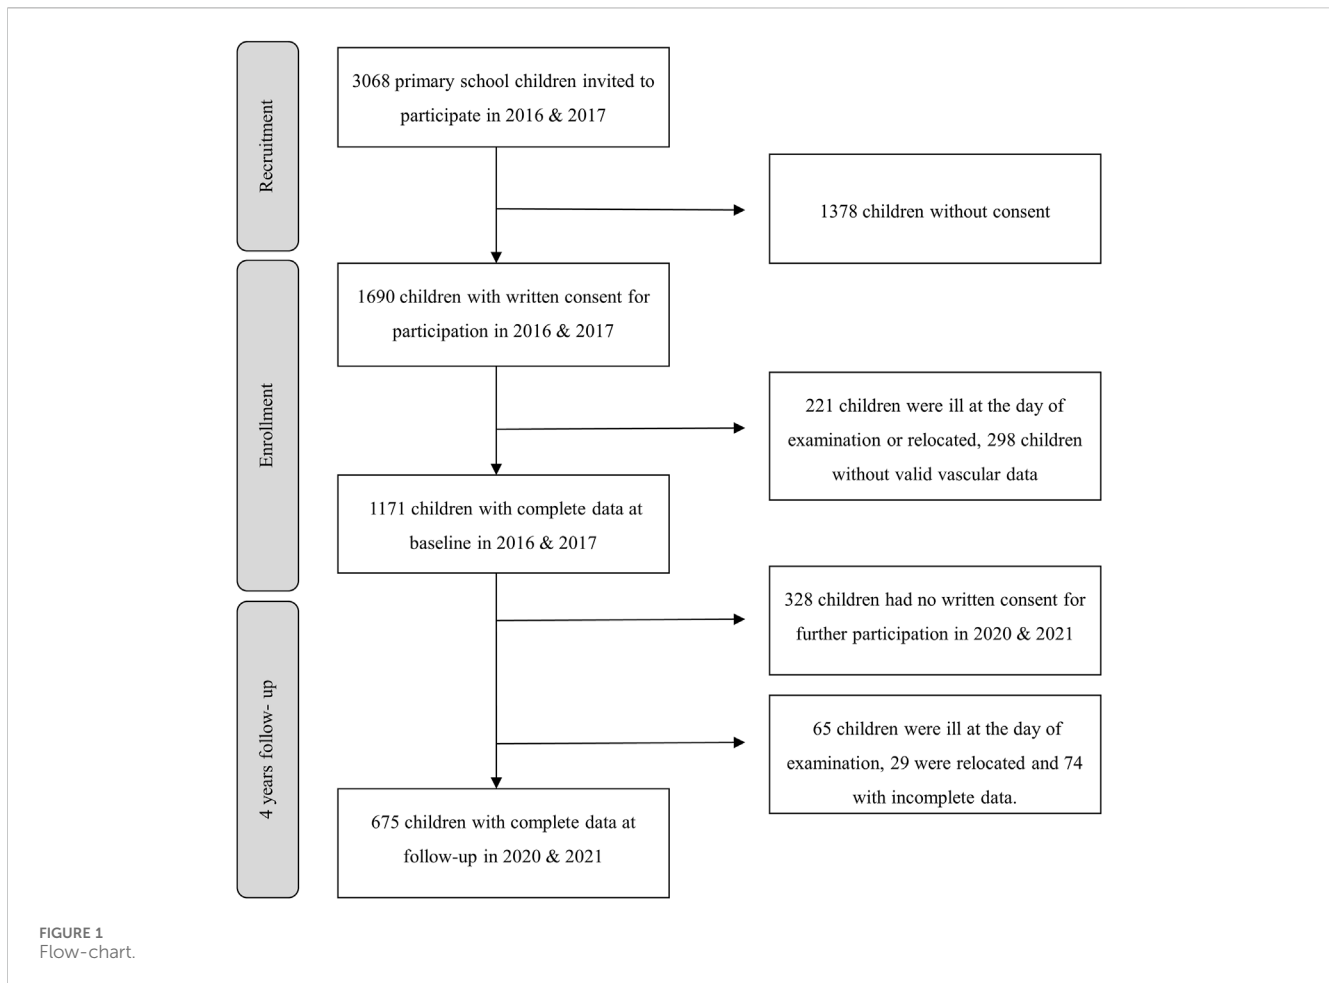 Recruitment
3068 primary school children invited to
participate in 2016 & 2017
1378 children without consent
Enrollment
1690 children with written consent for
participation in 2016 & 2017
221 children were ill at the day of
examination or relocated, 298 children
without valid vascular data
1171 children with complete data at
baseline in 2016 & 2017
4 years follow- up
328 children had no written consent for
further participation in 2020 & 2021
65 children were ill at the day of
examination, 29 were relocated and 74
with incomplete data.
675 children with complete data at
follow-up in 2020 & 2021
FIGURE 1
Flow-chart.